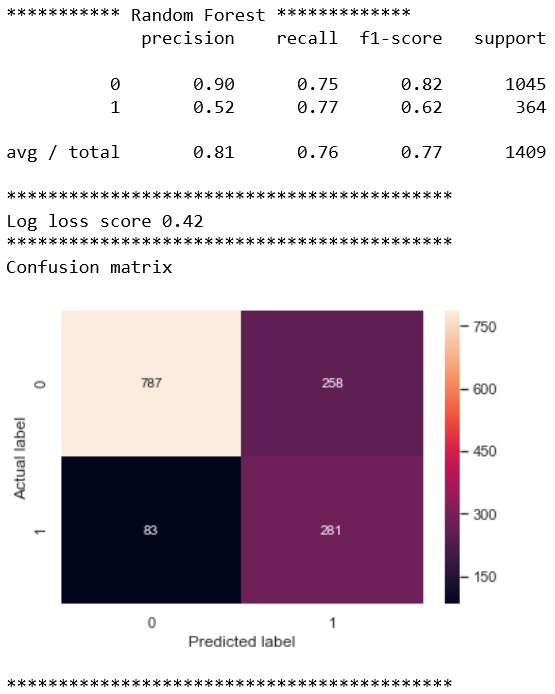 *********** Random Forest *************
precision recall f1-score support
0 0.90 0.75 0.82 1045
1 0.52 0.77 0.62 364
avg / total 0.81 0.76 0.77 1409
*******************************************
Log loss score 0.42
*******************************************
Confusion matrix
0 787 258
1 83 281
Actual label
0 1
Predicted label
750
600
450
300
150
*******************************************